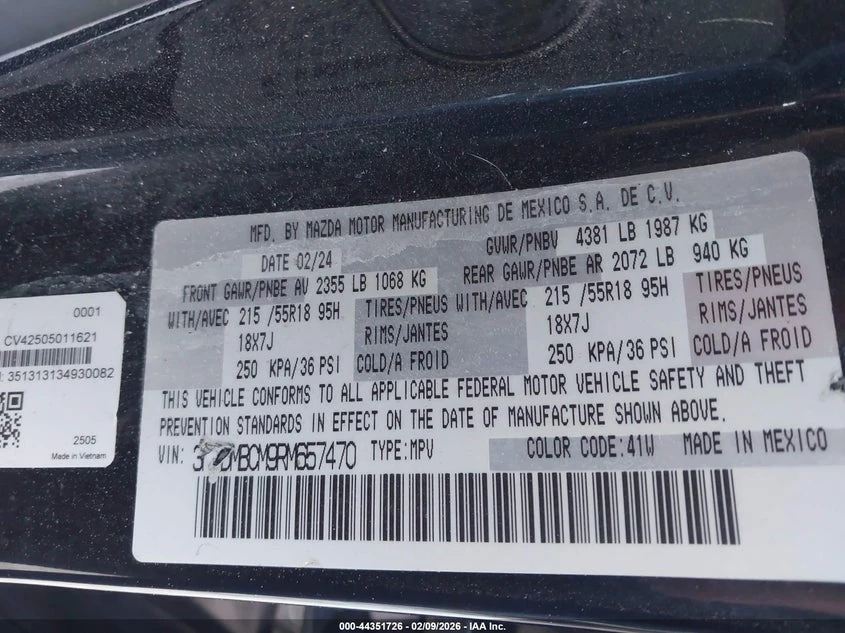 MFD. BY MAZDA MOTOR MANUFACTURING DE MEXICO S.A. DE C.V.
DATE 02/24
GVWR/PNBV 4381 LB 1987 KG
FRONT GAWR/PNBE AV 2355 LB 1068 KG
REAR GAWR/PNBE AR 2072 LB 940 KG
WITH/AVEC 215 /55R18 95H TIRES/PNEUS
WITH/AVEC 215 /55R18 95H TIRES/PNEUS
18X7J RIMS/JANTES
18X7J RIMS/JANTES
250 KPA/36 PSI COLD/A FROID
250 KPA/36 PSI COLD/A FROID
THIS VEHICLE CONFORMS TO ALL APPLICABLE FEDERAL MOTOR VEHICLE SAFETY AND THEFT
PREVENTION STANDARDS IN EFFECT ON THE DATE OF MANUFACTURE SHOWN ABOVE.
VIN: TYPE:MPV COLOR CODE:41W MADE IN MEXICO
0001
CV42505011621
351313134930082
2505
Made in Vietnam
000-44351726 - 02/09/2026 - IAA Inc.